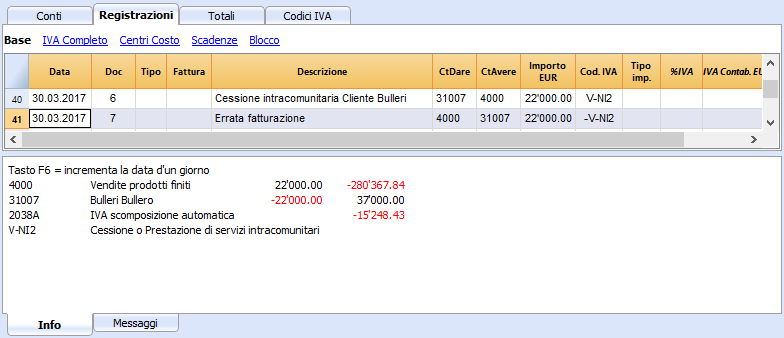 Conti Registrazioni Totali Codici IVA
Base IVA Completo Centri Costo Scadenze Blocco
Data Doc Tipo Fattura Descrizione CtDare CtAvere Importo EUR Cod. IVA Tipo imp. %IVA IVA Contab. EU
40 30.03.2017 6 Cessione intracomunitaria Cliente Bulleri 31007 4000 22'000.00 V-NI2
41 30.03.2017 7 Errata fatturazione 4000 31007 22'000.00 -V-NI2
Tasto F6 = incrementa la data d'un giorno
4000 Vendite prodotti finiti 22'000.00 -280'367.84
31007 Bulleri Bullero -22'000.00 37'000.00
2038A IVA scomposizione automatica -15'248.43
V-NI2 Cessione o Prestazione di servizi intracomunitari
Info Messaggi